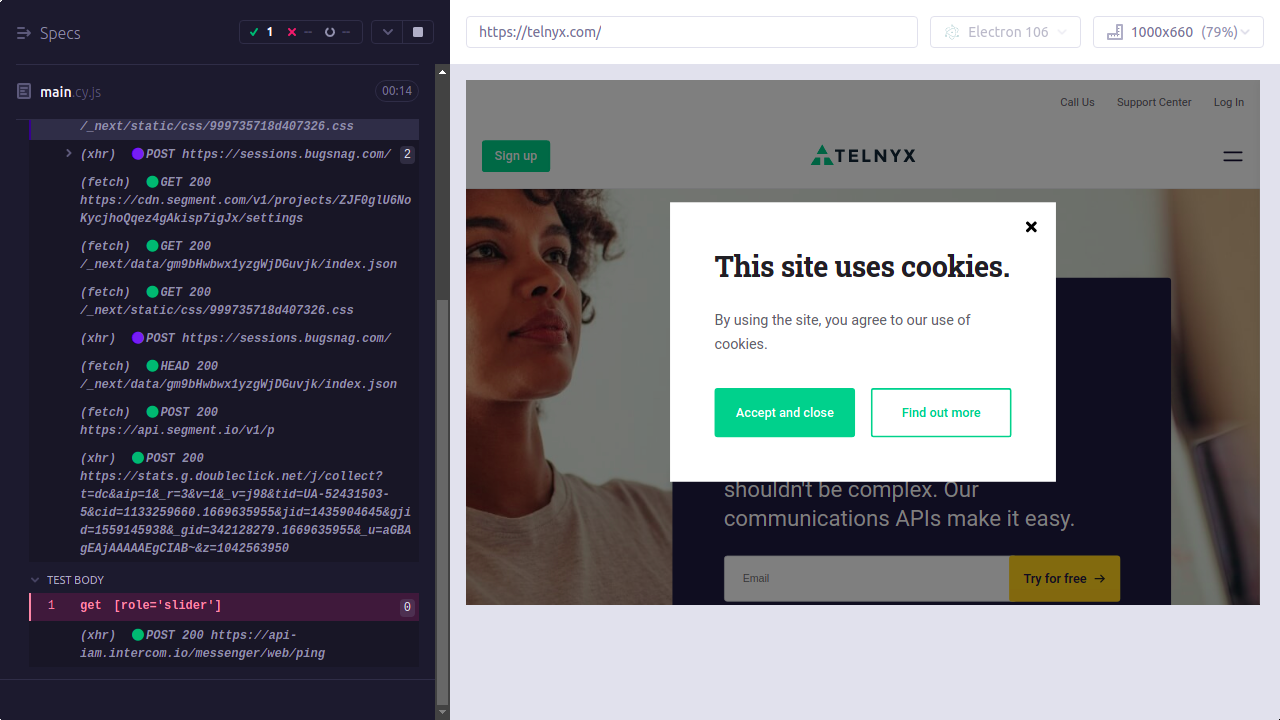 Specs
1
--
--
main.cy.js
00:14
/_next/static/css/999735718d407326.css
(xhr) POST https://sessions.bugsnag.com/
2
(fetch) GET 200
https://cdn.segment.com/v1/projects/ZJF0glU6No
KycjhoQqez4gAkisp7igJx/settings
(fetch) GET 200
/_next/data/gm9bHwbwx1yzgWjDGuvjk/index.json
(fetch) GET 200
/_next/static/css/999735718d407326.css
(xhr) POST https://sessions.bugsnag.com/
(fetch) HEAD 200
/_next/data/gm9bHwbwx1yzgWjDGuvjk/index.json
(fetch) POST 200
https://api.segment.io/v1/p
(xhr) POST 200
https://stats.g.doubleclick.net/j/collect?
t=dc&aip=1&_r=3&v=1&_v=j98&tid=UA-52431503-
5&cid=1133259660.1669635955&jid=1435904645&gji
d=1559145938&_gid=342128279.1669635955&_u=aGBA
gEAjAAAAAEgCIAB~&z=1042563950
TEST BODY
1 get [role='slider']
0
(xhr) POST 200 https://api-
iam.intercom.io/messenger/web/ping
https://telnyx.com/
Electron 106
1000x660 (79%)
Call Us
Support Center
Log In
Sign up
TELNYX
This site uses cookies.
By using the site, you agree to our use of
cookies.
Accept and close
Find out more
shouldn't be complex. Our
communications APIs make it easy.
Email
Try for free →